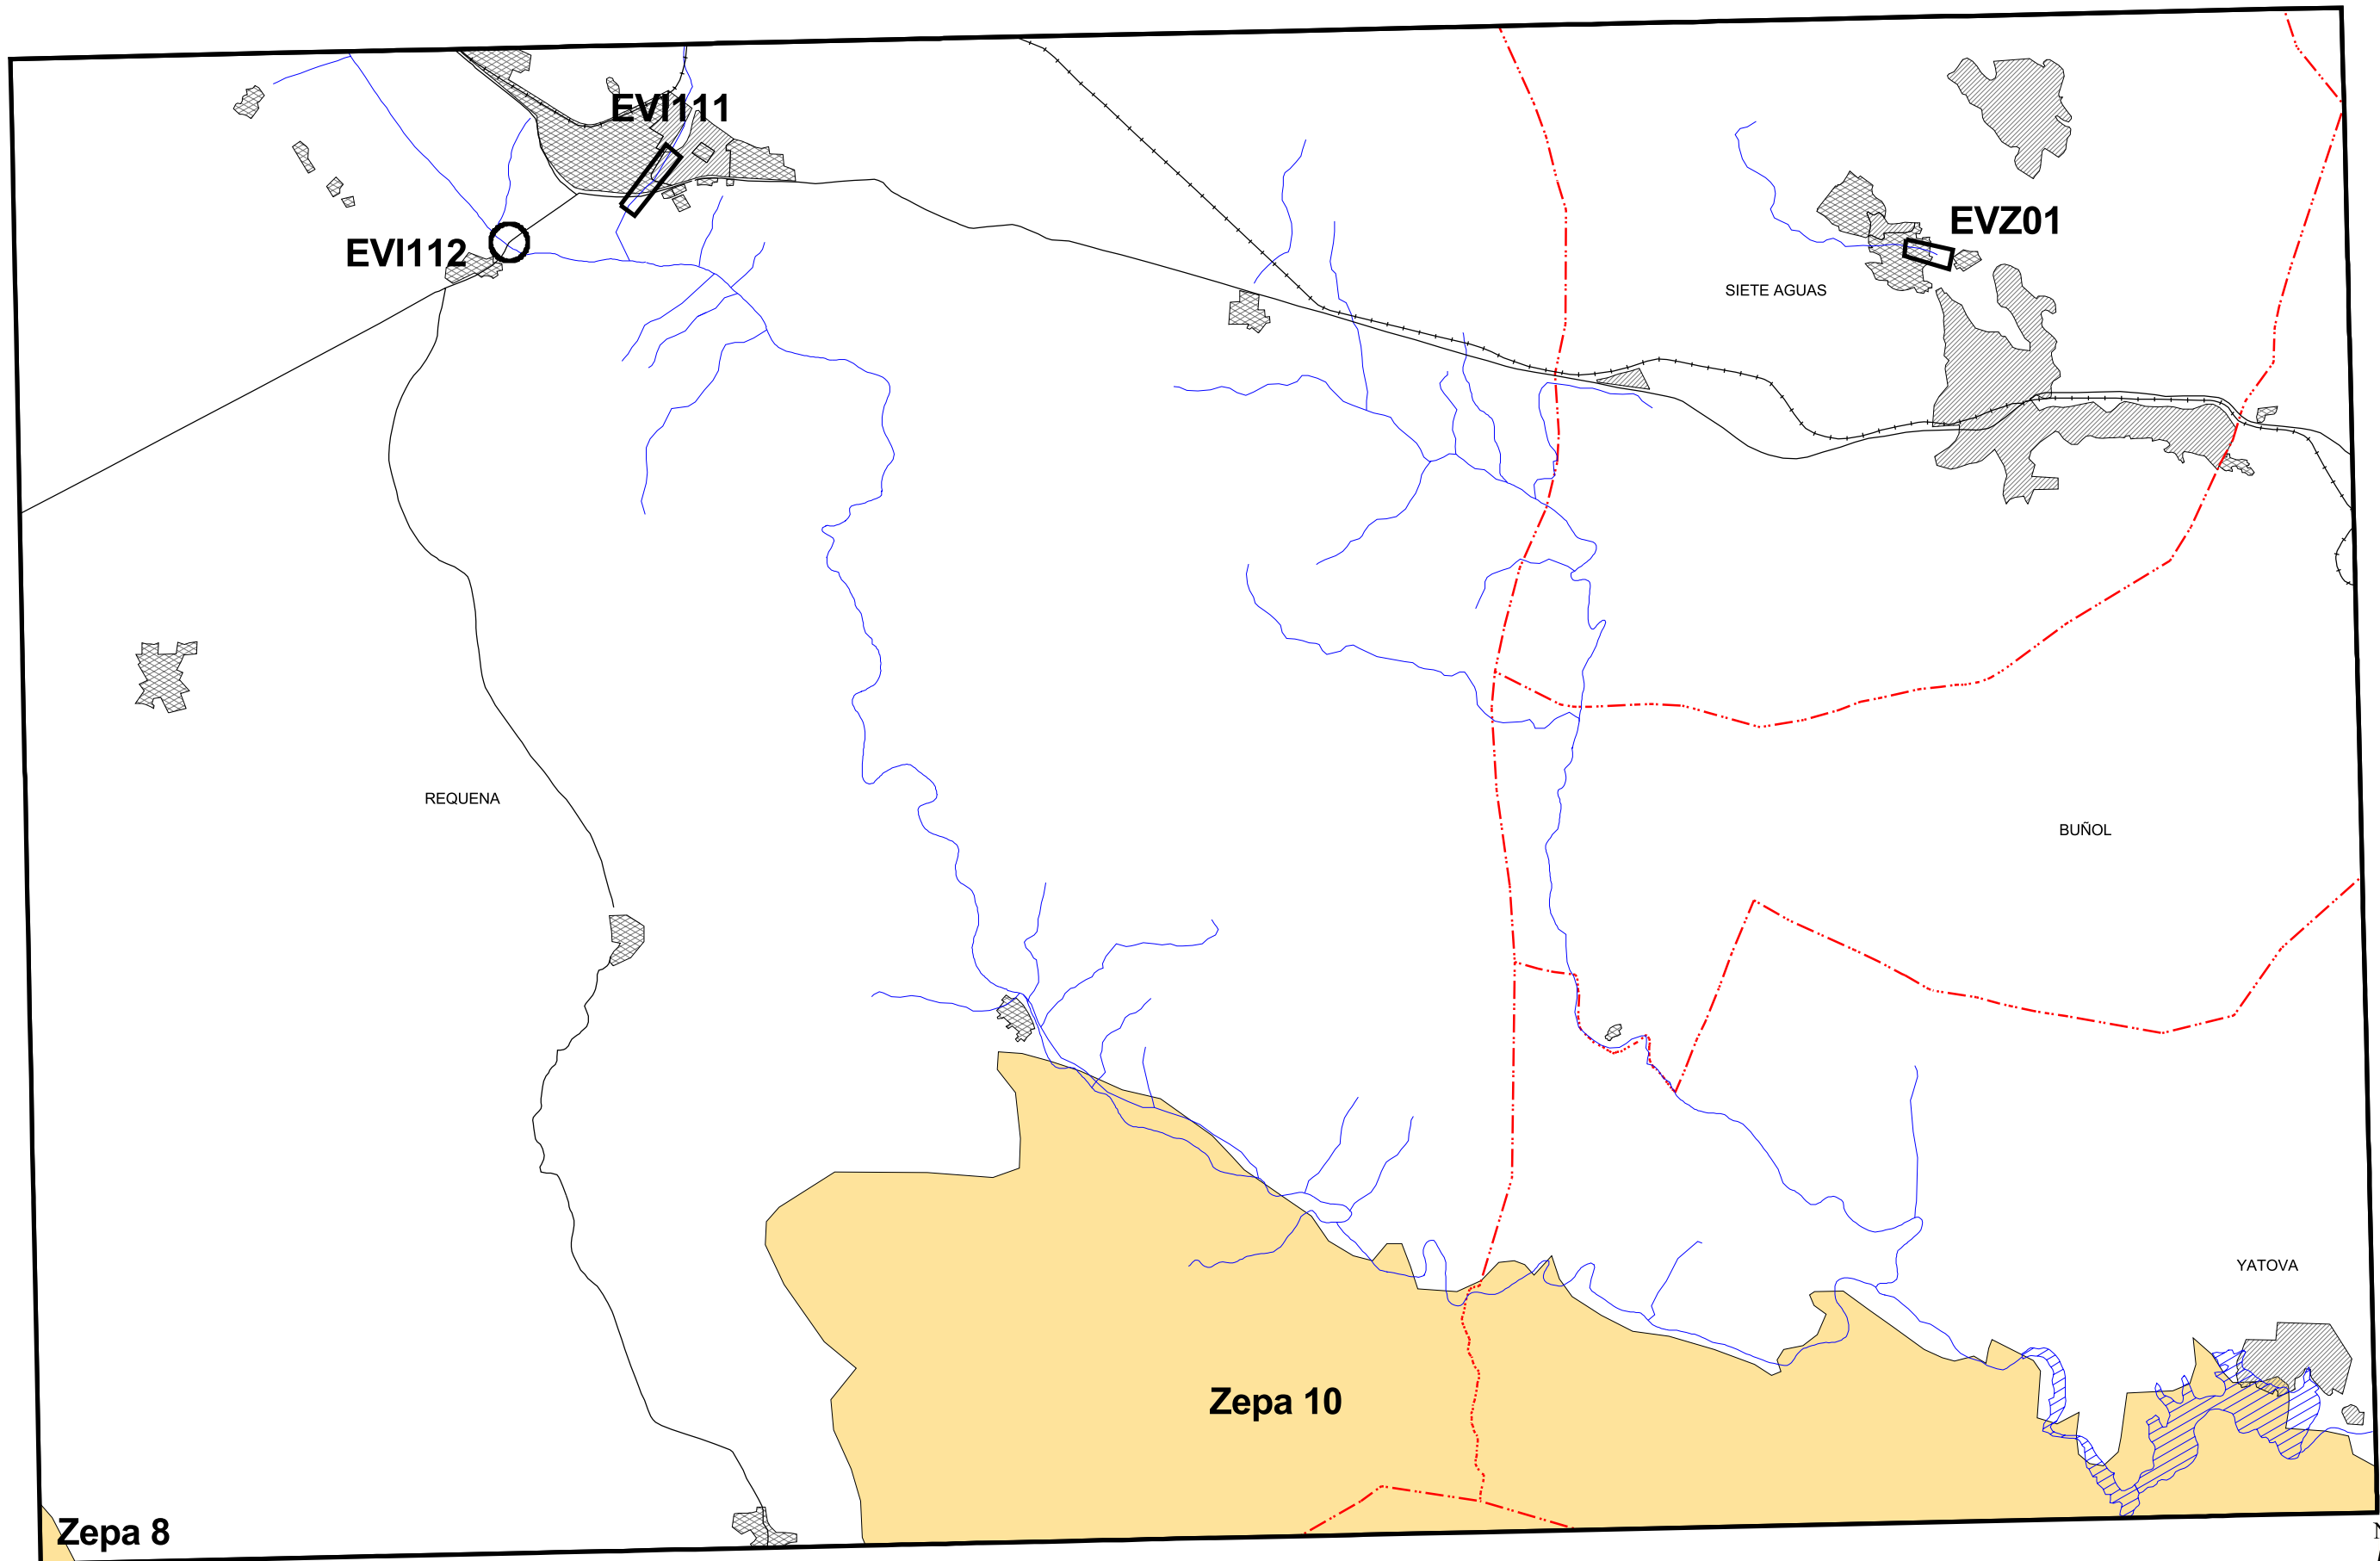 EVI111
EVZ01
EVI112
SIETE AGUAS
REQUENA
BUÑOL
YATOVA
Zepa 10
Zepa 8